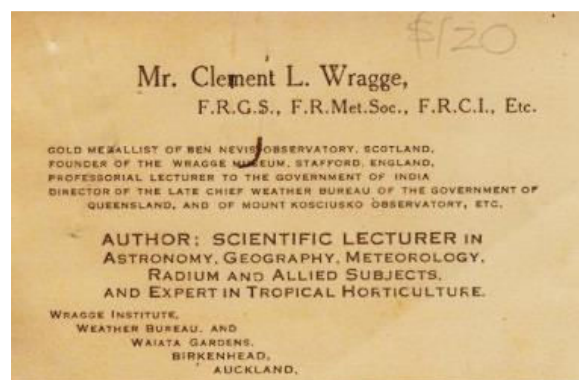 $/20
Mr. Clement L. Wragge,
F.R.G.S., F.R.Met.Soc., F.R.C.I., Etc.
GOLD MEDALLIST OF BEN NEVIS OBSERVATORY, SCOTLAND,
FOUNDER OF THE WRAGGE MUSEUM, STAFFORD, ENGLAND,
PROFESSORIAL LECTURER TO THE GOVERNMENT OF INDIA
DIRECTOR OF THE LATE CHIEF WEATHER BUREAU OF THE GOVERNMENT OF
QUEENSLAND, AND OF MOUNT KOSCIUSKO OBSERVATORY, ETC.
AUTHOR: SCIENTIFIC LECTURER IN
ASTRONOMY, GEOGRAPHY, METEOROLOGY,
RADIUM AND ALLIED SUBJECTS,
AND EXPERT IN TROPICAL HORTICULTURE.
WRAGGE INSTITUTE,
WEATHER BUREAU, AND
WAIATA GARDENS,
BIRKENHEAD,
AUCKLAND,